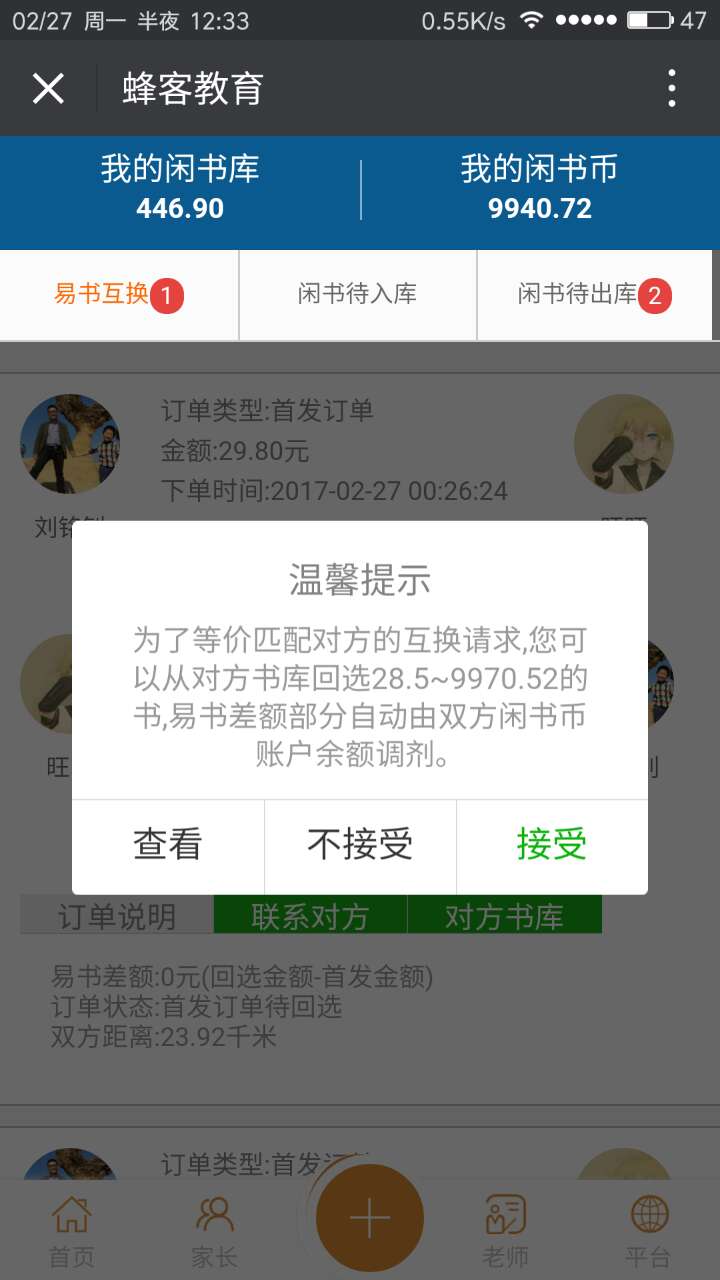 02/27 周一 半夜 12:33 0.55K/s 47
蜂客教育
我的闲书库 我的闲书币
446.90 9940.72
易书互换 1 闲书待入库 闲书待出库 2
订单类型:首发订单
金额:29.80元
下单时间:2017-02-27 00:26:24
温馨提示
为了等价匹配对方的互换请求,您可
以从对方书库回选28.5~9970.52的
书,易书差额部分自动由双方闲书币
账户余额调剂。
查看 不接受 接受
订单说明 联系对方 对方书库
易书差额:0元(回选金额-首发金额)
订单状态:首发订单待回选
双方距离:23.92千米
订单类型:首发
首页 家长 老师 平台